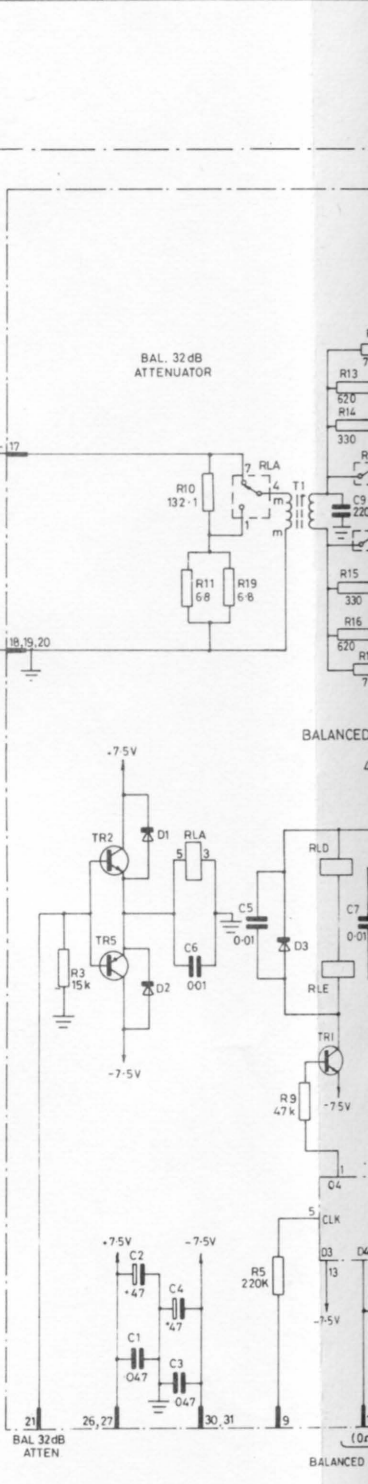 BAL. 32dB
ATTENUATOR
R13
620
R14
330
17
7
RLA
4
T1
R10
132·1
m
C9
220
1
m
R11
6·8
R19
6·8
R15
330
R16
620
18,19,20
BALANCED
+7·5V
TR2
D1
RLA
5
3
RLD
C5
0·01
C7
0·01
TR5
C6
001
D3
R3
15k
D2
RLE
-7·5V
TR1
R9
47k
-7·5V
1
Q4
5
CLK
+7·5V
-7·5V
C2
·47
R5
220K
D3
D4
13
C4
·47
-7·5V
C1
·047
C3
·047
21
26,27
30,31
9
BAL 32dB
ATTEN
BALANCED